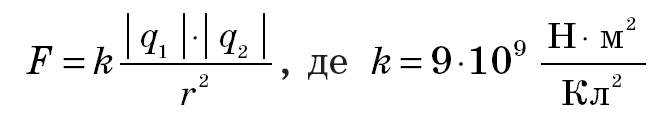 F = k |q₁|·|q₂| / r², де k = 9·10⁹ Н·м² / Кл²